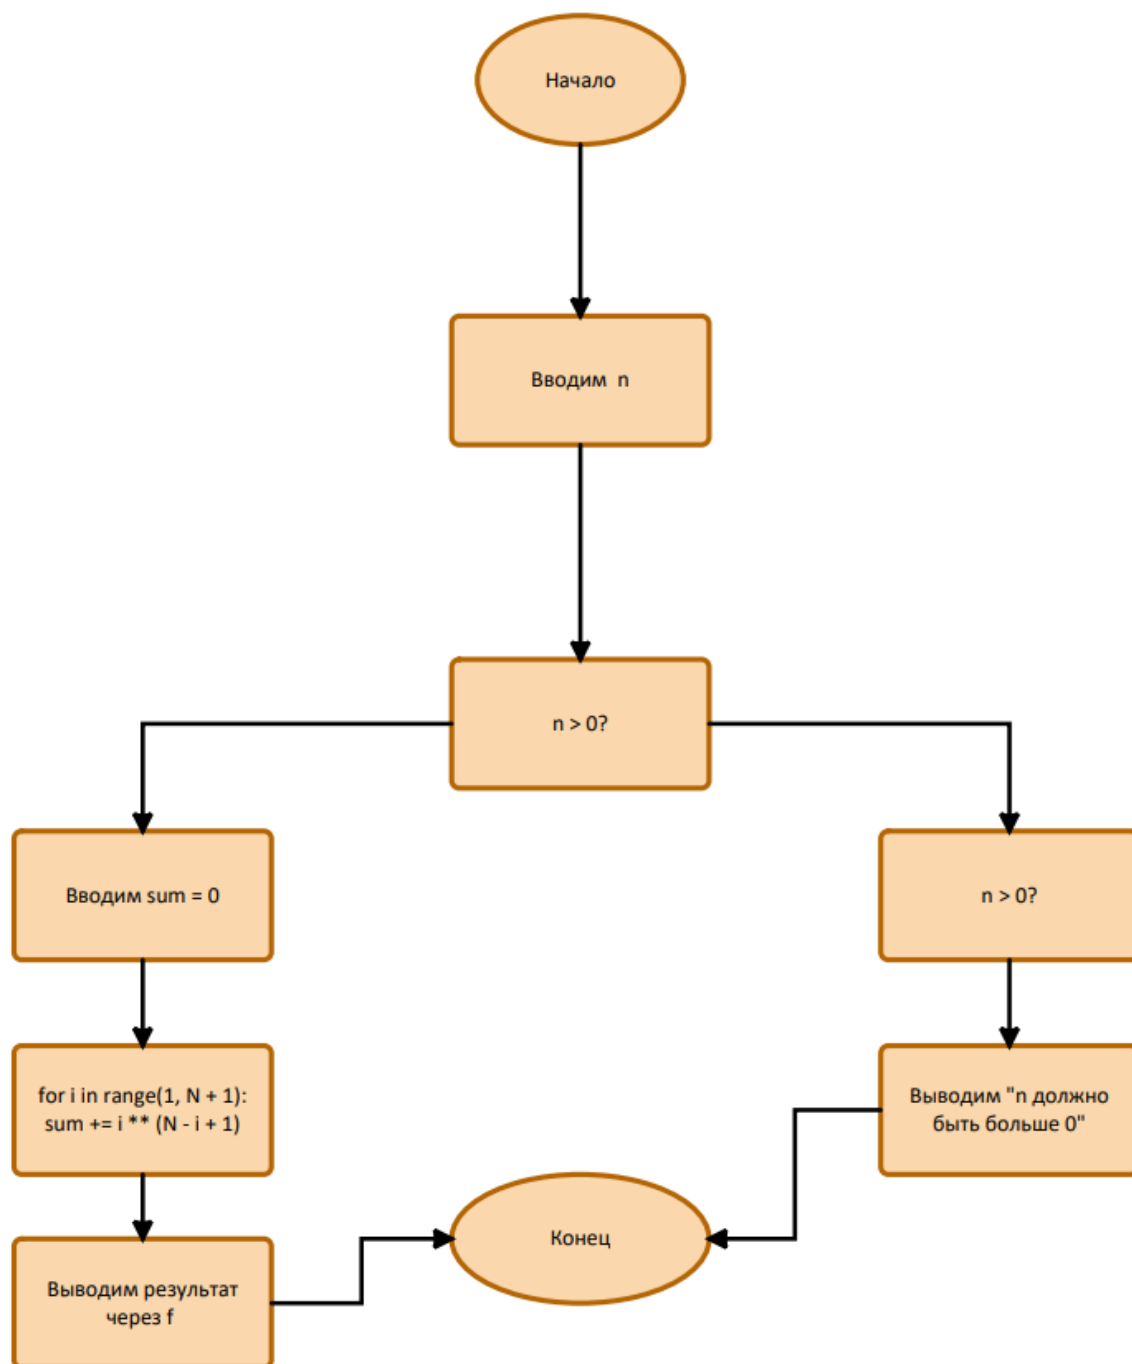 Начало
Вводим  n
n > 0?
Вводим sum = 0
n > 0?
for i in range(1, N + 1):
sum += i ** (N - i + 1)
Выводим "n должно
быть больше 0"
Конец
Выводим результат
через f